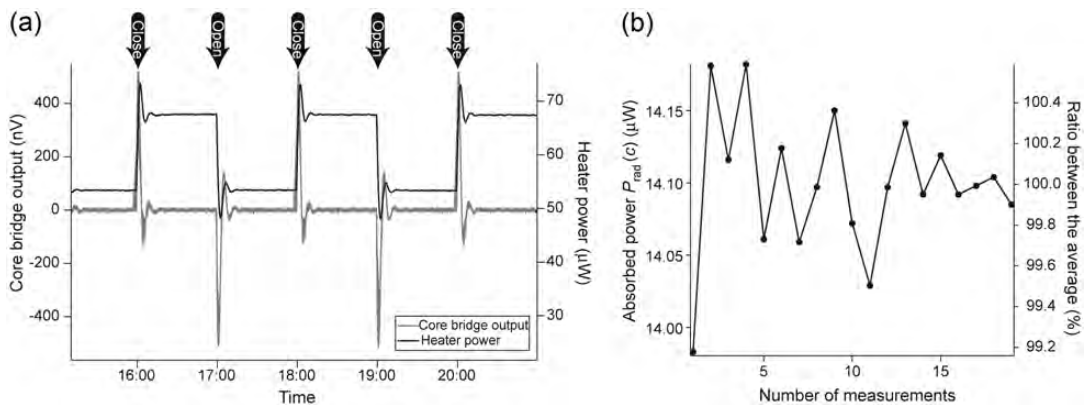 (a)
Close
Open
Close
Open
Close
Core bridge output (nV)
400
200
0
-200
-400
Heater power (μW)
70
60
50
40
30
Core bridge output
Heater power
16:00 17:00 18:00 19:00 20:00
Time
(b)
Absorbed power Prad(c) (μW)
14.15
14.10
14.05
14.00
Ratio between the average (%)
100.4
100.2
100.0
99.8
99.6
99.4
99.2
5 10 15
Number of measurements